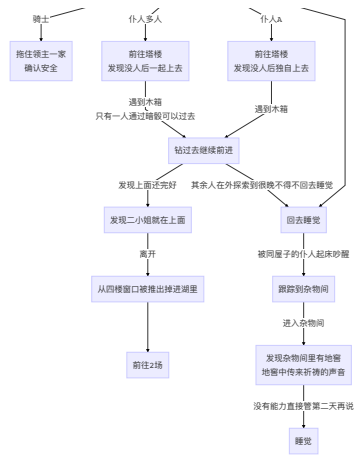 骑士
仆人多人
仆人a
拖住领主一家
确认安全
前往塔楼
发现没人后一起上去
前往塔楼
发现没人后独自上去
遇到木箱
只有一人通过暗骰可以过去
遇到木箱
钻过去继续前进
发现上面还完好
其余人在外探索到很晚不得不回去睡觉
发现二小姐就在上面
回去睡觉
离开
被同屋子的仆人起床吵醒
从四楼窗口被推出掉进湖里
跟踪到杂物间
进入杂物间
前往2场
发现杂物间里有地窖
地窖中传来祈祷的声音
没有能力直接管第二天再说
睡觉